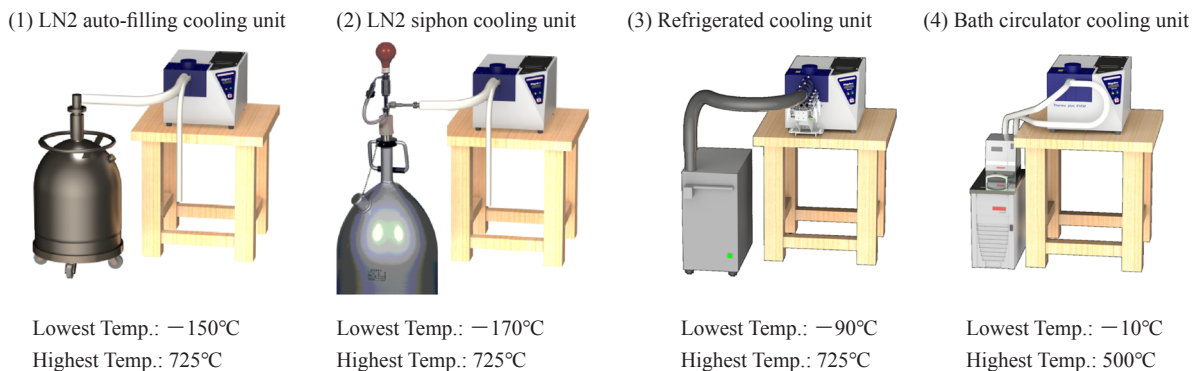 (1) LN2 auto-filling cooling unit
(2) LN2 siphon cooling unit
(3) Refrigerated cooling unit
(4) Bath circulator cooling unit
Lowest Temp.: −150℃
Highest Temp.: 725℃
Lowest Temp.: −170℃
Highest Temp.: 725℃
Lowest Temp.: −90℃
Highest Temp.: 725℃
Lowest Temp.: −10℃
Highest Temp.: 500℃